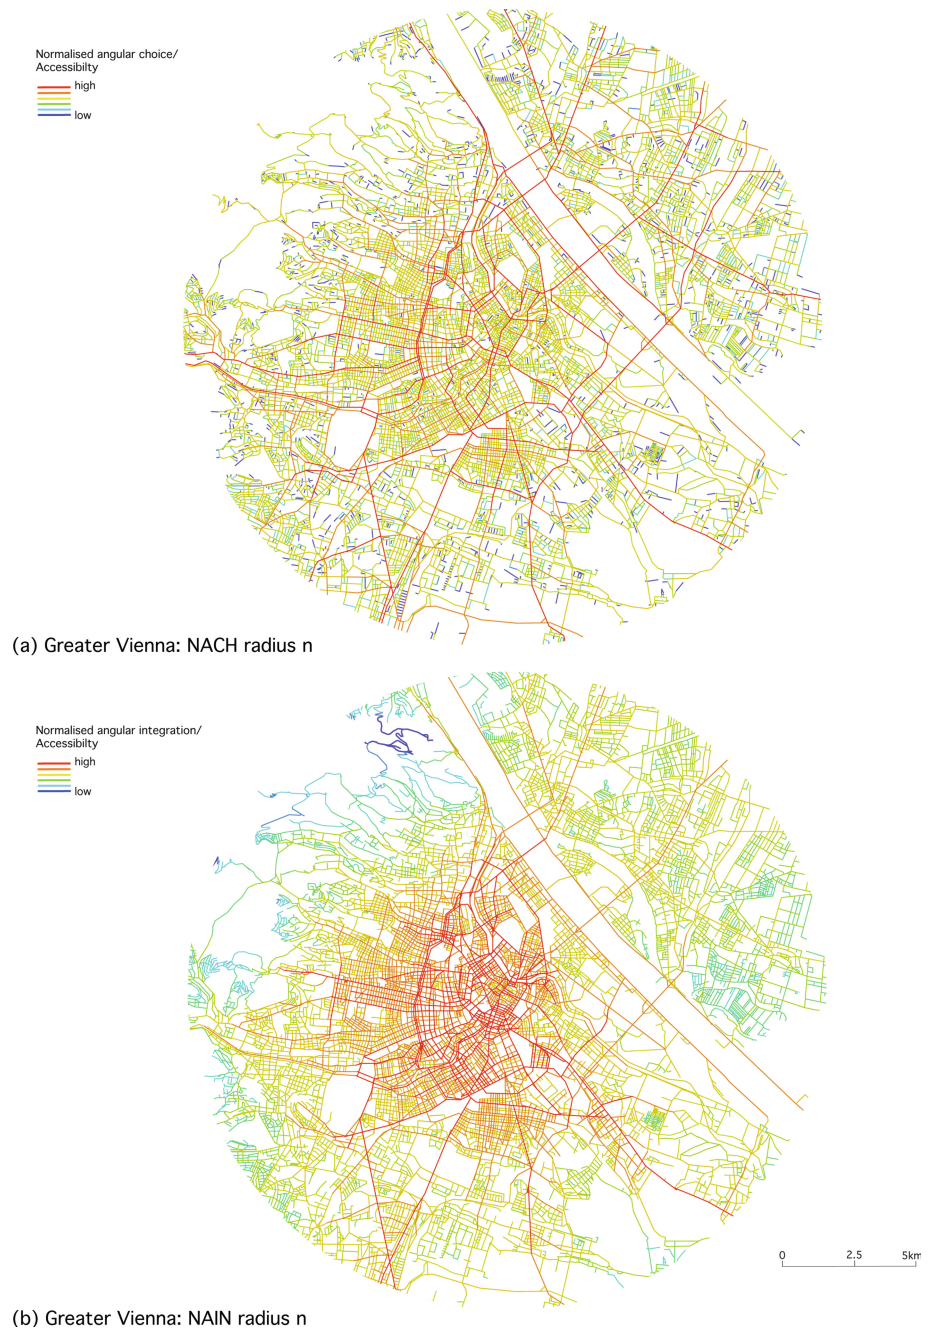 Normalised angular choice/
Accessibilty
high
low
(a) Greater Vienna: NACH radius n
Normalised angular integration/
Accessibilty
high
low
0 2.5 5km
(b) Greater Vienna: NAIN radius n